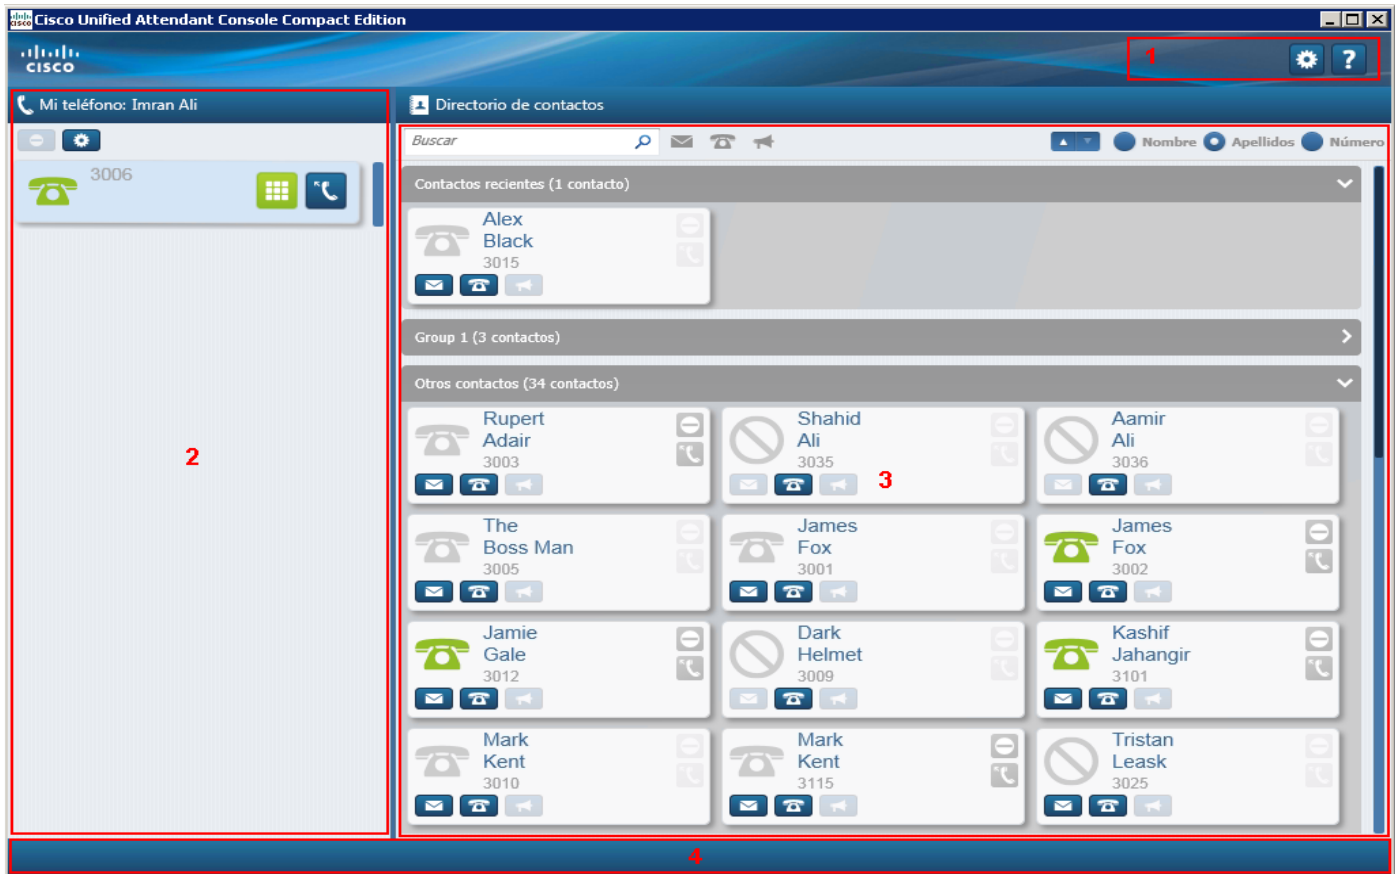 Cisco Unified Attendant Console Compact Edition
CISCO
1
?
Mi teléfono: Imran Ali
Directorio de contactos
Buscar
Nombre
Apellidos
Número
3006
Contactos recientes (1 contacto)
Alex
Black
3015
Group 1 (3 contactos)
Otros contactos (34 contactos)
Rupert
Adair
3003
Shahid
Ali
3035
Aamir
Ali
3036
2
3
The
Boss Man
3005
James
Fox
3001
James
Fox
3002
Jamie
Gale
3012
Dark
Helmet
3009
Kashif
Jahangir
3101
Mark
Kent
3010
Mark
Kent
3115
Tristan
Leask
3025
4